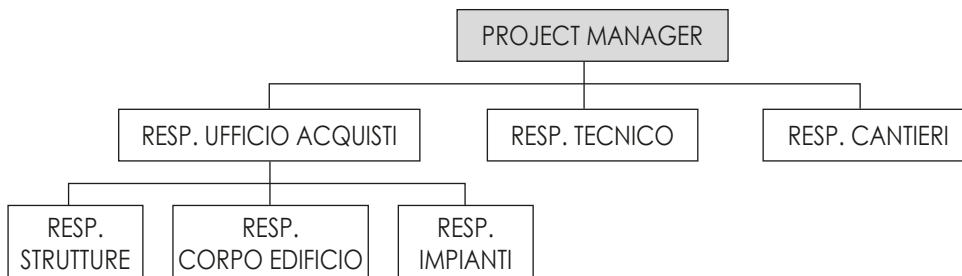 PROJECT MANAGER
RESP. UFFICIO ACQUISTI
RESP. TECNICO
RESP. CANTIERI
RESP.
STRUTTURE
RESP.
CORPO EDIFICIO
RESP.
IMPIANTI